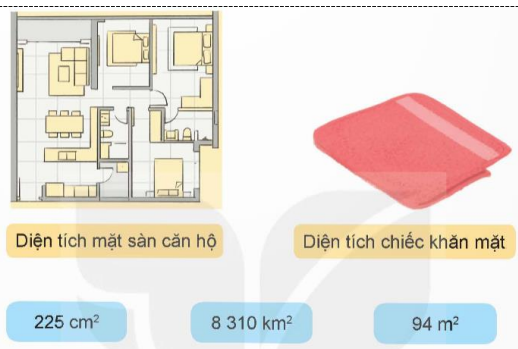 Diện tích mặt sàn căn hộ
Diện tích chiếc khăn mặt
225 cm²
8 310 km²
94 m²